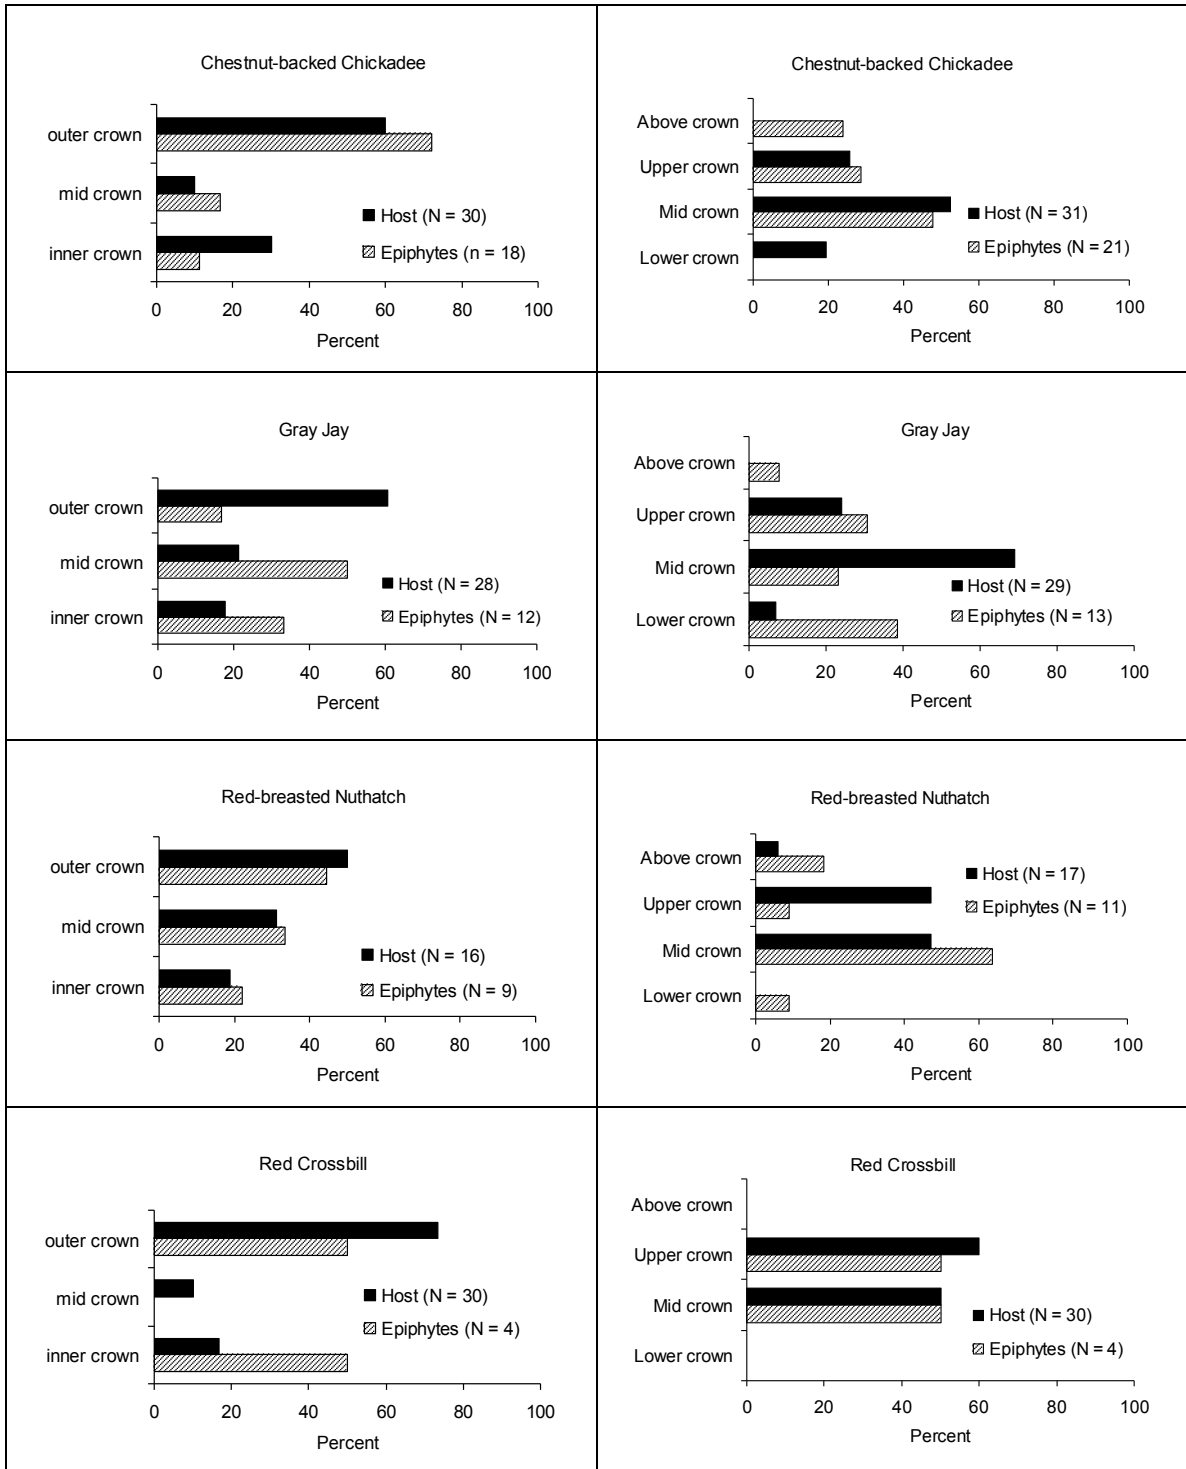 Chestnut-backed Chickadee
outer crown
mid crown
inner crown
Host (N = 30)
Epiphytes (n = 18)
0 20 40 60 80 100
Percent
Chestnut-backed Chickadee
Above crown
Upper crown
Mid crown
Lower crown
Host (N = 31)
Epiphytes (N = 21)
0 20 40 60 80 100
Percent
Gray Jay
outer crown
mid crown
inner crown
Host (N = 28)
Epiphytes (N = 12)
0 20 40 60 80 100
Percent
Gray Jay
Above crown
Upper crown
Mid crown
Lower crown
Host (N = 29)
Epiphytes (N = 13)
0 20 40 60 80 100
Percent
Red-breasted Nuthatch
outer crown
mid crown
inner crown
Host (N = 16)
Epiphytes (N = 9)
0 20 40 60 80 100
Percent
Red-breasted Nuthatch
Above crown
Upper crown
Mid crown
Lower crown
Host (N = 17)
Epiphytes (N = 11)
0 20 40 60 80 100
Percent
Red Crossbill
outer crown
mid crown
inner crown
Host (N = 30)
Epiphytes (N = 4)
0 20 40 60 80 100
Percent
Red Crossbill
Above crown
Upper crown
Mid crown
Lower crown
Host (N = 30)
Epiphytes (N = 4)
0 20 40 60 80 100
Percent